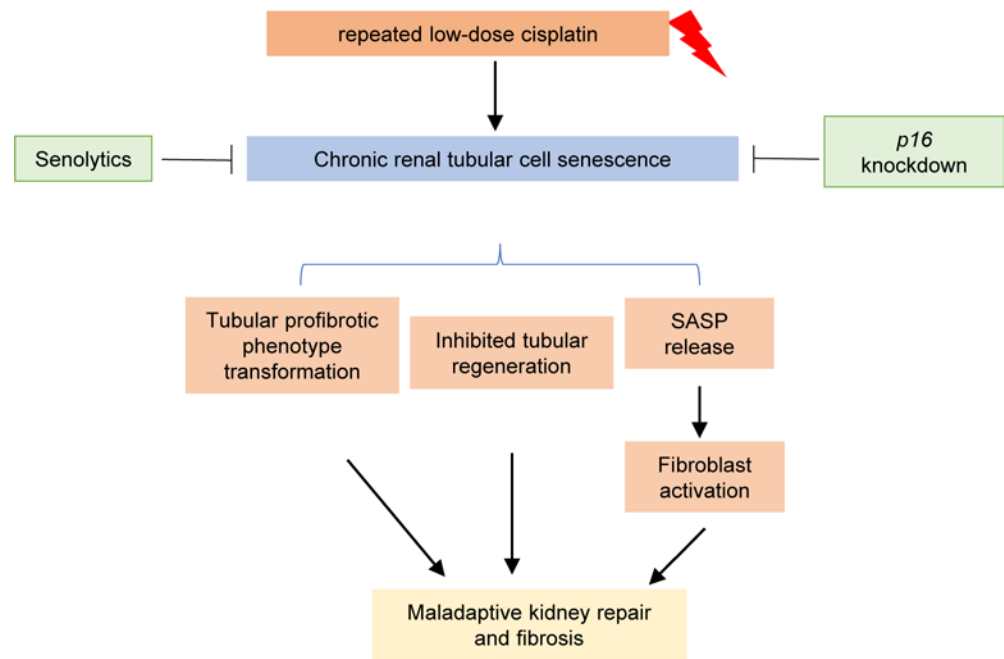 repeated low-dose cisplatin
Senolytics
Chronic renal tubular cell senescence
p16
knockdown
Tubular profibrotic
phenotype
transformation
Inhibited tubular
regeneration
SASP
release
Fibroblast
activation
Maladaptive kidney repair
and fibrosis